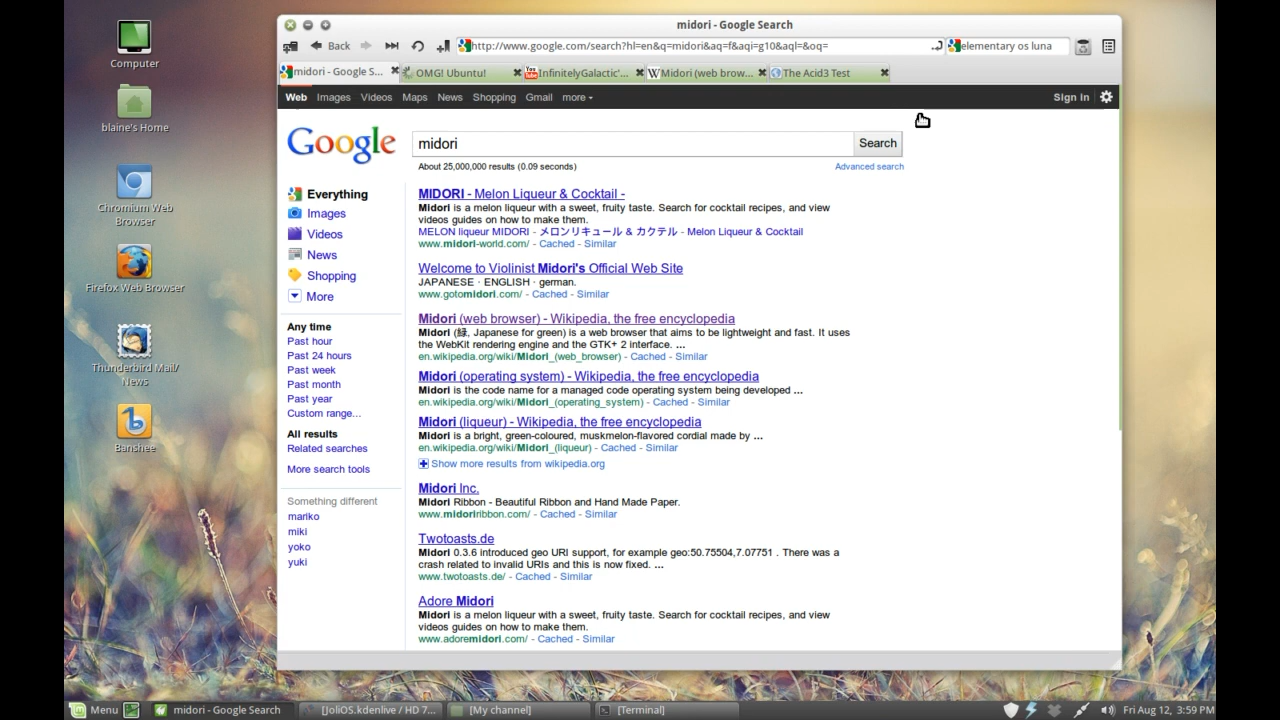 Computer
blaine's Home
Chromium Web
Browser
Firefox Web Browser
Thunderbird Mail/
News
Banshee
midori - Google Search
Back
http://www.google.com/search?hl=en&q=midori&aq=f&aqi=g10&aql=&oq=
elementary os luna
midori - Google S...
OMG! Ubuntu!
InfinitelyGalactic'...
Midori (web brow...
The Acid3 Test
Web Images Videos Maps News Shopping Gmail more
Sign in
Google
midori
Search
About 25,000,000 results (0.09 seconds)
Advanced search
Everything
Images
Videos
News
Shopping
More
Any time
Past hour
Past 24 hours
Past week
Past month
Past year
Custom range...
All results
Related searches
More search tools
Something different
mariko
miki
yoko
yuki
MIDORI - Melon Liqueur & Cocktail -
Midori is a melon liqueur with a sweet, fruity taste. Search for cocktail recipes, and view
videos guides on how to make them.
MELON liqueur MIDORI - メロンリキュール & カクテル - Melon Liqueur & Cocktail
www.midori-world.com/ - Cached - Similar
Welcome to Violinist Midori's Official Web Site
JAPANESE · ENGLISH · german.
www.gotomidori.com/ - Cached - Similar
Midori (web browser) - Wikipedia, the free encyclopedia
Midori (緑, Japanese for green) is a web browser that aims to be lightweight and fast. It uses
the WebKit rendering engine and the GTK+ 2 interface. ...
en.wikipedia.org/wiki/Midori_(web_browser) - Cached - Similar
Midori (operating system) - Wikipedia, the free encyclopedia
Midori is the code name for a managed code operating system being developed ...
en.wikipedia.org/wiki/Midori_(operating_system) - Cached - Similar
Midori (liqueur) - Wikipedia, the free encyclopedia
Midori is a bright, green-coloured, muskmelon-flavored cordial made by ...
en.wikipedia.org/wiki/Midori_(liqueur) - Cached - Similar
Show more results from wikipedia.org
Midori Inc.
Midori Ribbon - Beautiful Ribbon and Hand Made Paper.
www.midoriribbon.com/ - Cached - Similar
Twotoasts.de
Midori 0.3.6 introduced geo URI support, for example geo:50.75504,7.07751 . There was a
crash related to invalid URIs and this is now fixed. ...
www.twotoasts.de/ - Cached - Similar
Adore Midori
Midori is a melon liqueur with a sweet, fruity taste. Search for cocktail recipes, and view
videos guides on how to make them.
www.adoremidori.com/ - Cached - Similar
Menu
midori - Google Search
[JoliOS.kdenlive / HD 7...
[My channel]
[Terminal]
Fri Aug 12, 3:59 PM